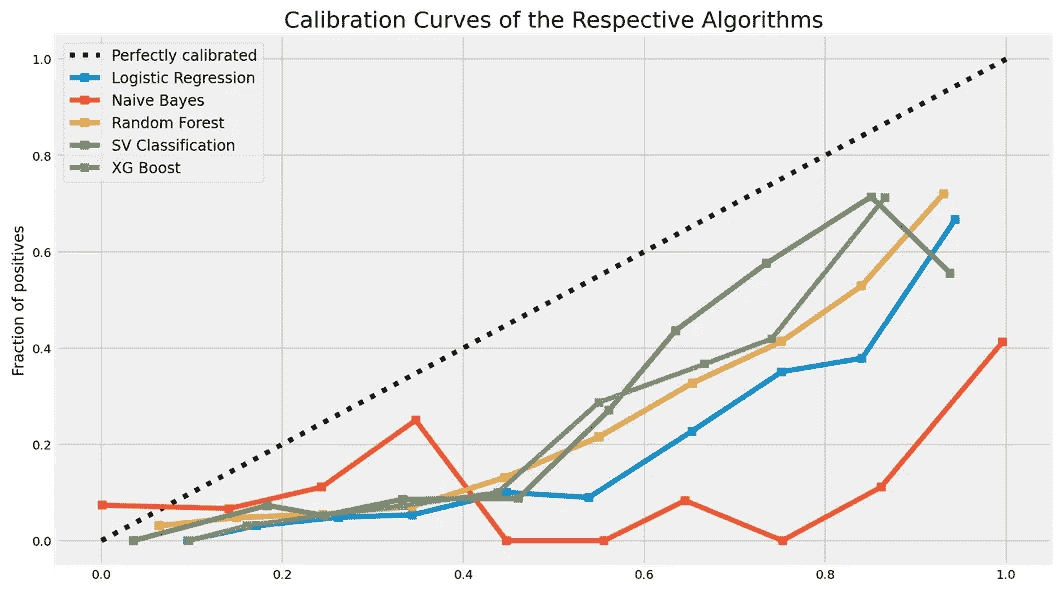 Calibration Curves of the Respective Algorithms
1.0
Perfectly calibrated
Logistic Regression
Naive Bayes
Random Forest
SV Classification
XG Boost
0.8
0.6
0.4
0.2
0.0
Fraction of positives
0.0 0.2 0.4 0.6 0.8 1.0